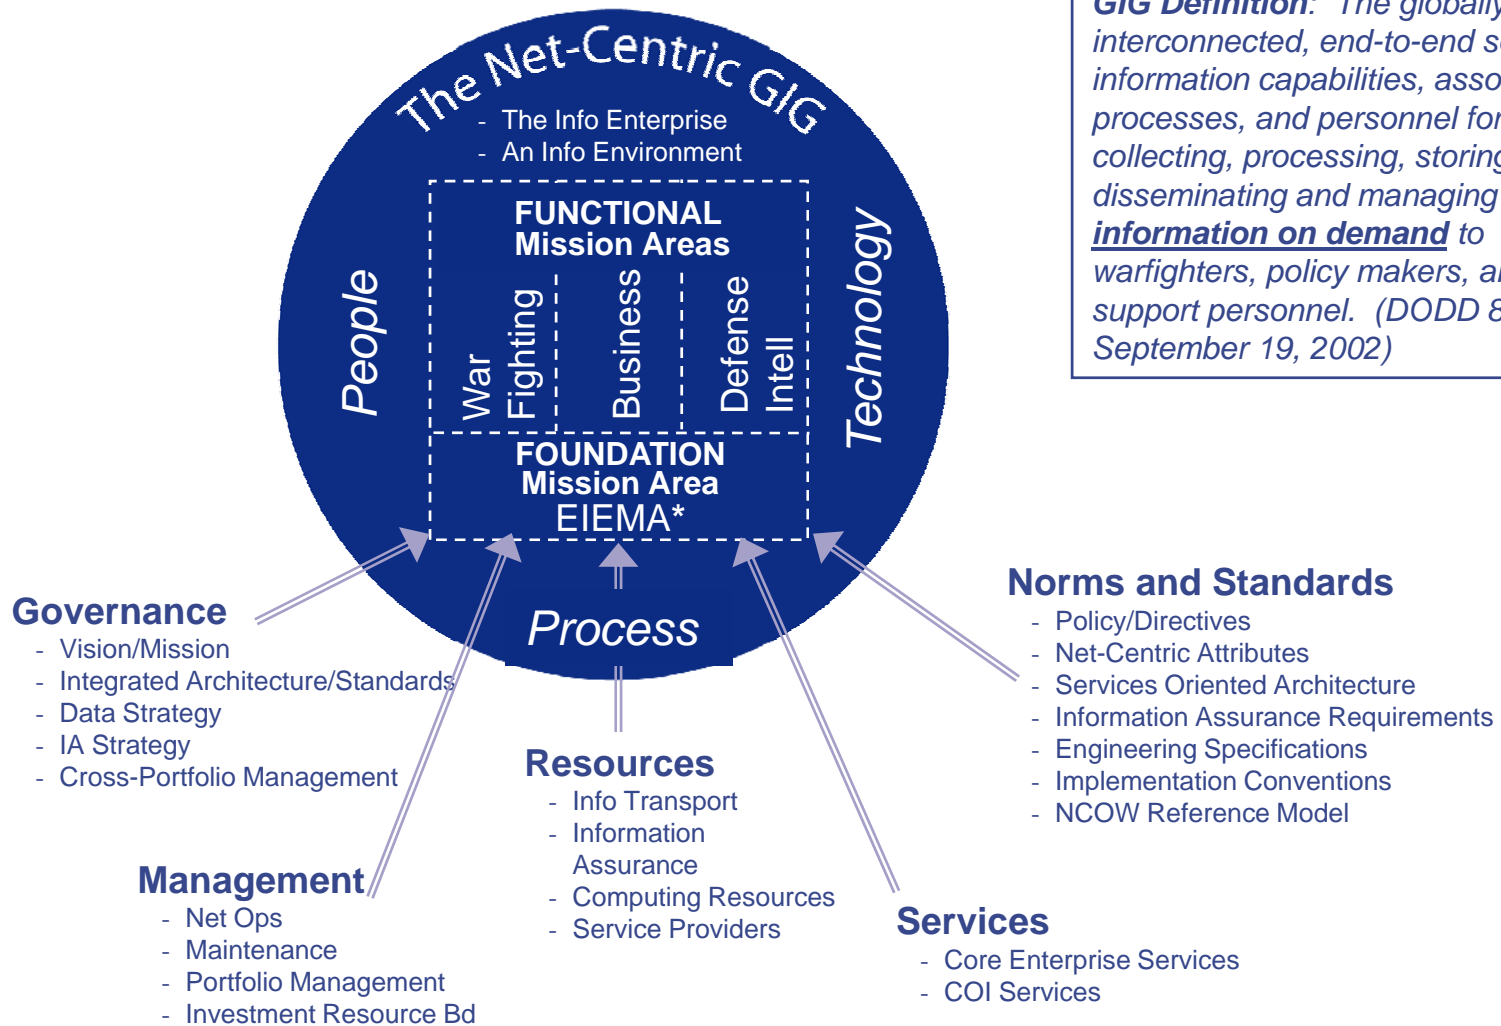 The Net-Centric GIG
- The Info Enterprise
- An Info Environment
FUNCTIONAL
Mission Areas
People
War
Fighting
Business
Defense
Intell
Technology
FOUNDATION
Mission Area
EIEMA*
Process
GIG Definition: The globally
interconnected, end-to-end
information capabilities,
processes, and personnel for
collecting, processing, storing
disseminating and managing
information on demand to
warfighters, policy makers,
support personnel. (DODD 8
September 19, 2002)
Governance
- Vision/Mission
- Integrated Architecture/Standards
- Data Strategy
- IA Strategy
- Cross-Portfolio Management
Management
- Net Ops
- Maintenance
- Portfolio Management
- Investment Resource Bd
Resources
- Info Transport
- Information
Assurance
- Computing Resources
- Service Providers
Services
- Core Enterprise Services
- COI Services
Norms and Standards
- Policy/Directives
- Net-Centric Attributes
- Services Oriented Architecture
- Information Assurance Requirements
- Engineering Specifications
- Implementation Conventions
- NCOW Reference Model